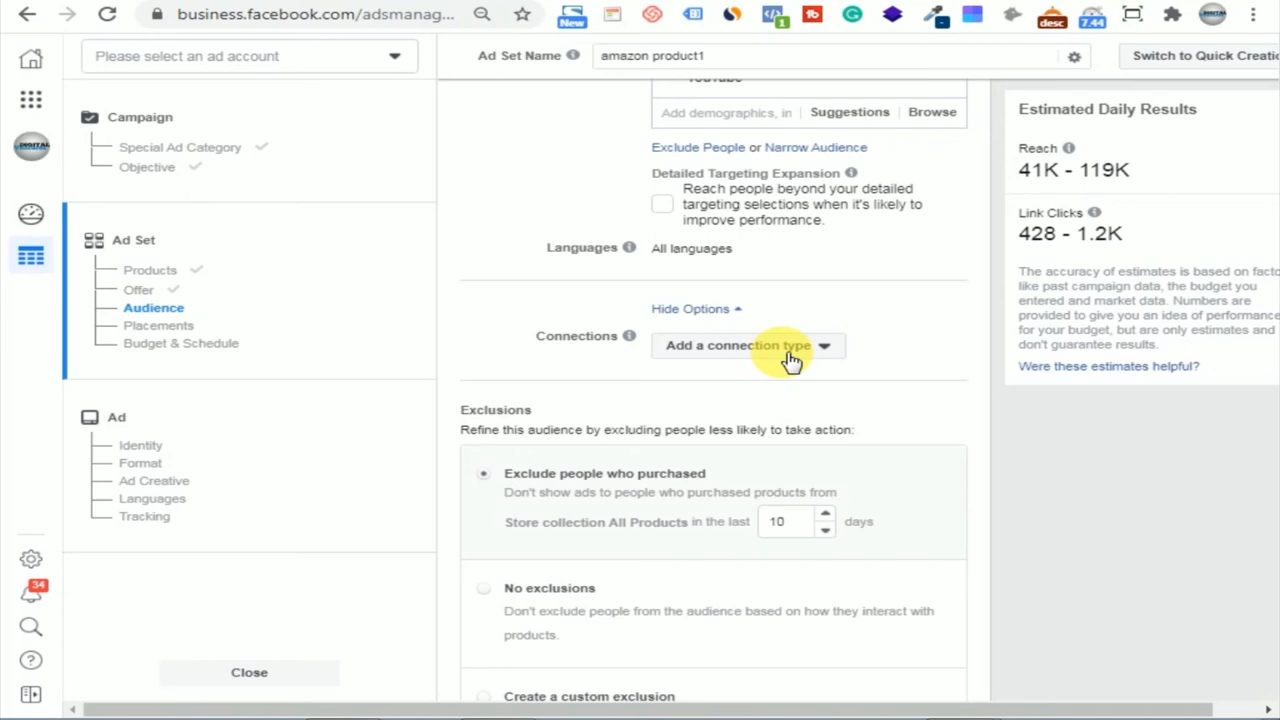 business.facebook.com/adsmanag...
New
1
desc
7.44
Please select an ad account
Ad Set Name
amazon product1
Switch to Quick Creatio
Campaign
Special Ad Category
Objective
Ad Set
Products
Offer
Audience
Placements
Budget & Schedule
Ad
Identity
Format
Ad Creative
Languages
Tracking
34
Close
YouTube
Add demographics, in
Suggestions
Browse
Exclude People or Narrow Audience
Detailed Targeting Expansion
Reach people beyond your detailed
targeting selections when it's likely to
improve performance.
Languages
All languages
Hide Options
Connections
Add a connection type
Exclusions
Refine this audience by excluding people less likely to take action:
Exclude people who purchased
Don't show ads to people who purchased products from
Store collection All Products in the last 10 days
No exclusions
Don't exclude people from the audience based on how they interact with
products.
Create a custom exclusion
Estimated Daily Results
Reach
41K - 119K
Link Clicks
428 - 1.2K
The accuracy of estimates is based on facto
like past campaign data, the budget you
entered and market data. Numbers are
provided to give you an idea of performance
for your budget, but are only estimates and
don't guarantee results.
Were these estimates helpful?